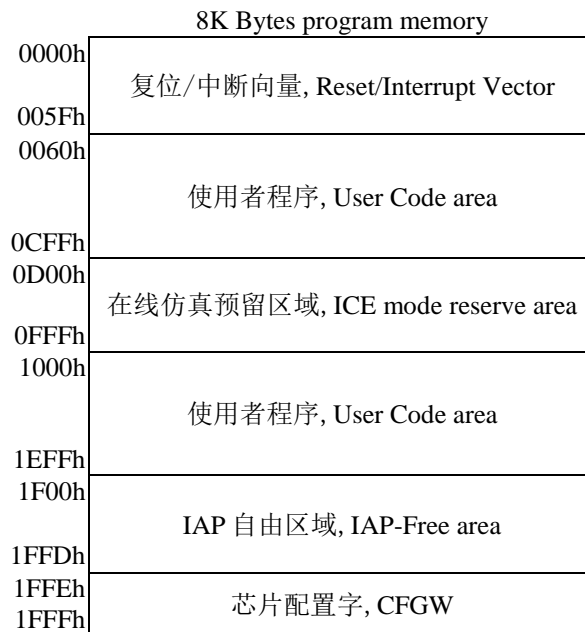 8K Bytes program memory
0000h
复位/中断向量, Reset/Interrupt Vector
005Fh
0060h
使用者程序, User Code area
0CFFh
0D00h
在线仿真预留区域, ICE mode reserve area
0FFFh
1000h
使用者程序, User Code area
1EFFh
1F00h
IAP 自由区域, IAP-Free area
1FFDh
1FFEh
芯片配置字, CFGW
1FFFh